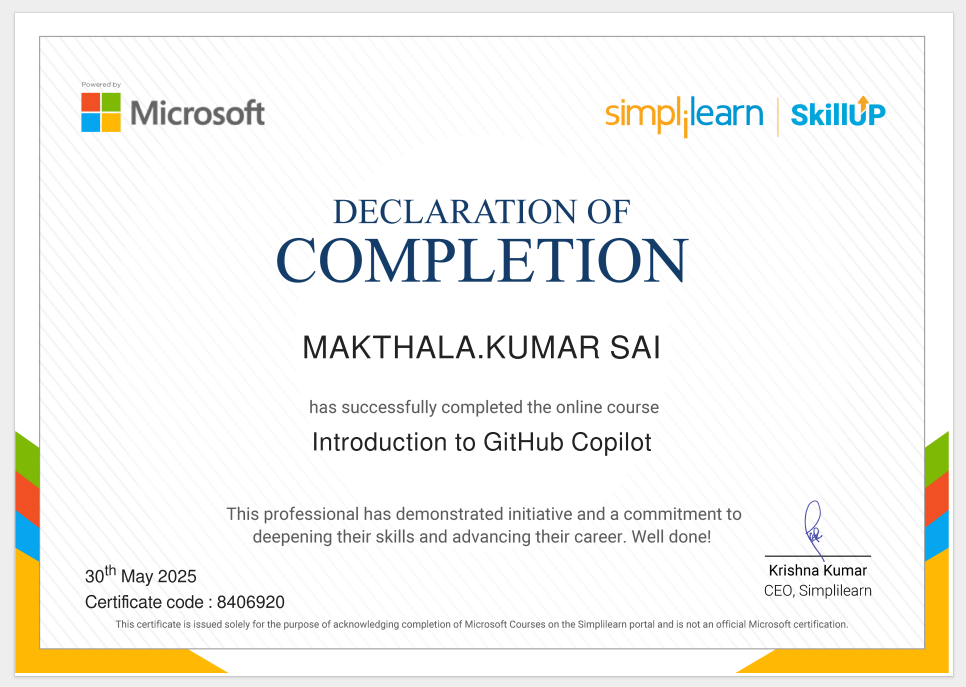 Powered by
Microsoft
simplilearn | SkillUP
DECLARATION OF
COMPLETION
MAKTHALA.KUMAR SAI
has successfully completed the online course
Introduction to GitHub Copilot
This professional has demonstrated initiative and a commitment to
deepening their skills and advancing their career. Well done!
30th May 2025
Certificate code : 8406920
Krishna Kumar
CEO, Simplilearn
This certificate is issued solely for the purpose of acknowledging completion of Microsoft Courses on the Simplilearn portal and is not an official Microsoft certification.